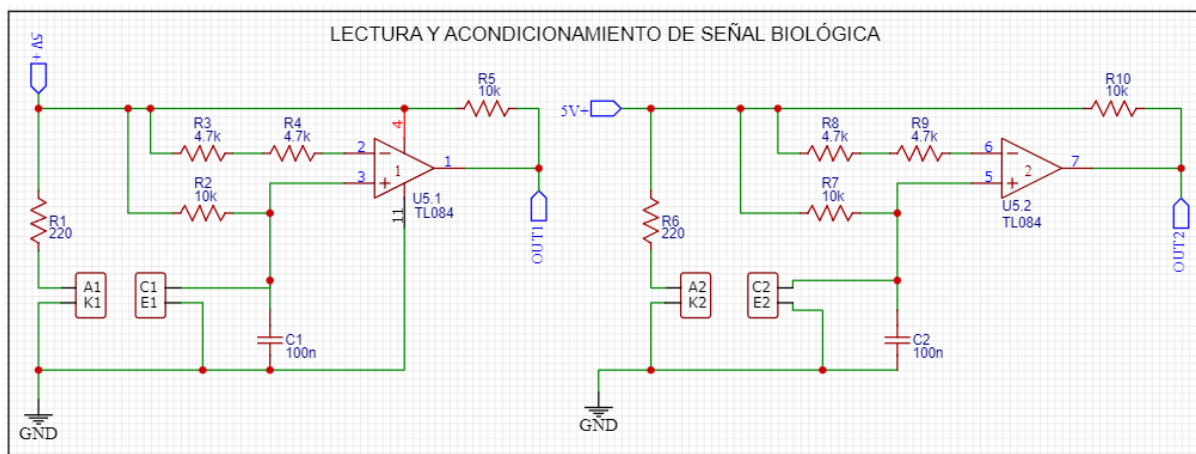 LECTURA Y ACONDICIONAMIENTO DE SEÑAL BIOLÓGICA
5V+
R5
10k
R3
4.7k
R4
4.7k
4
2
3
1
1
11
U5.1
TL084
R2
10k
R1
220
A1
K1
C1
E1
C1
100n
OUT1
GND
5V+
R10
10k
R8
4.7k
R9
4.7k
6
5
2
7
U5.2
TL084
R7
10k
R6
220
A2
K2
C2
E2
C2
100n
OUT2
GND